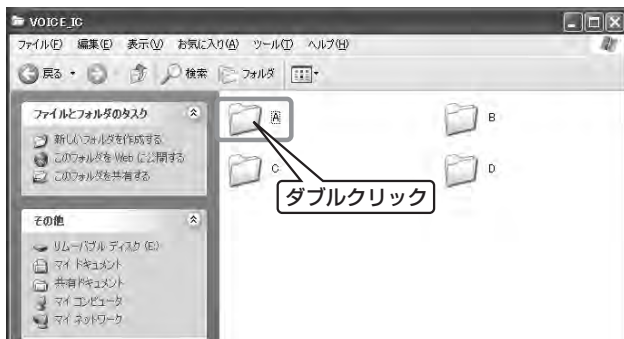 VOICE_IC
ファイル(F) 編集(E) 表示(V) お気に入り(A) ツール(T) ヘルプ(H)
戻る 検索 フォルダ
ファイルとフォルダのタスク
新しいフォルダを作成する
このフォルダを Web に公開する
このフォルダを共有する
その他
リムーバブル ディスク (E:)
マイ ドキュメント
共有ドキュメント
マイ コンピュータ
マイ ネットワーク
A
B
C
D
ダブルクリック